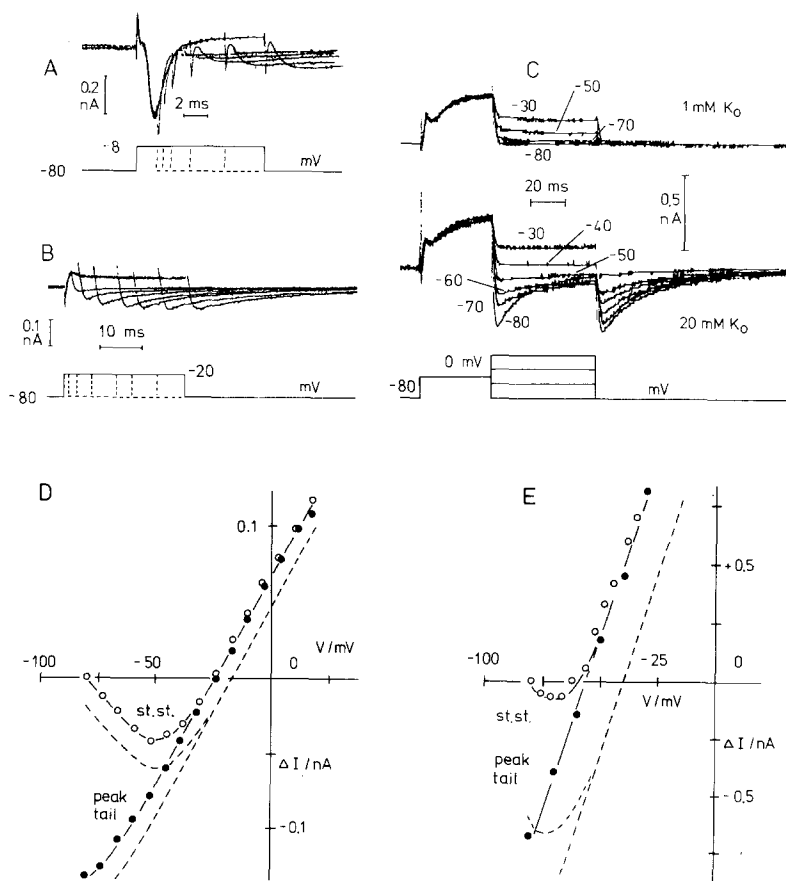 A
0.2
nA
2 ms
-8
-80
mV
B
0.1
nA
10 ms
-20
-80
mV
C
-30
-50
-70
-80
1 mM Ko
20 ms
0.5
nA
-40
-30
-50
-60
-70
-80
20 mM Ko
0 mV
-80
mV
D
0.1
V/mV
-100
-50
0
st.st.
Δ I / nA
peak
tail
-0.1
E
+0,5
-100
-25
0
V/mV
st.st.
Δ I/nA
peak
tail
-0,5